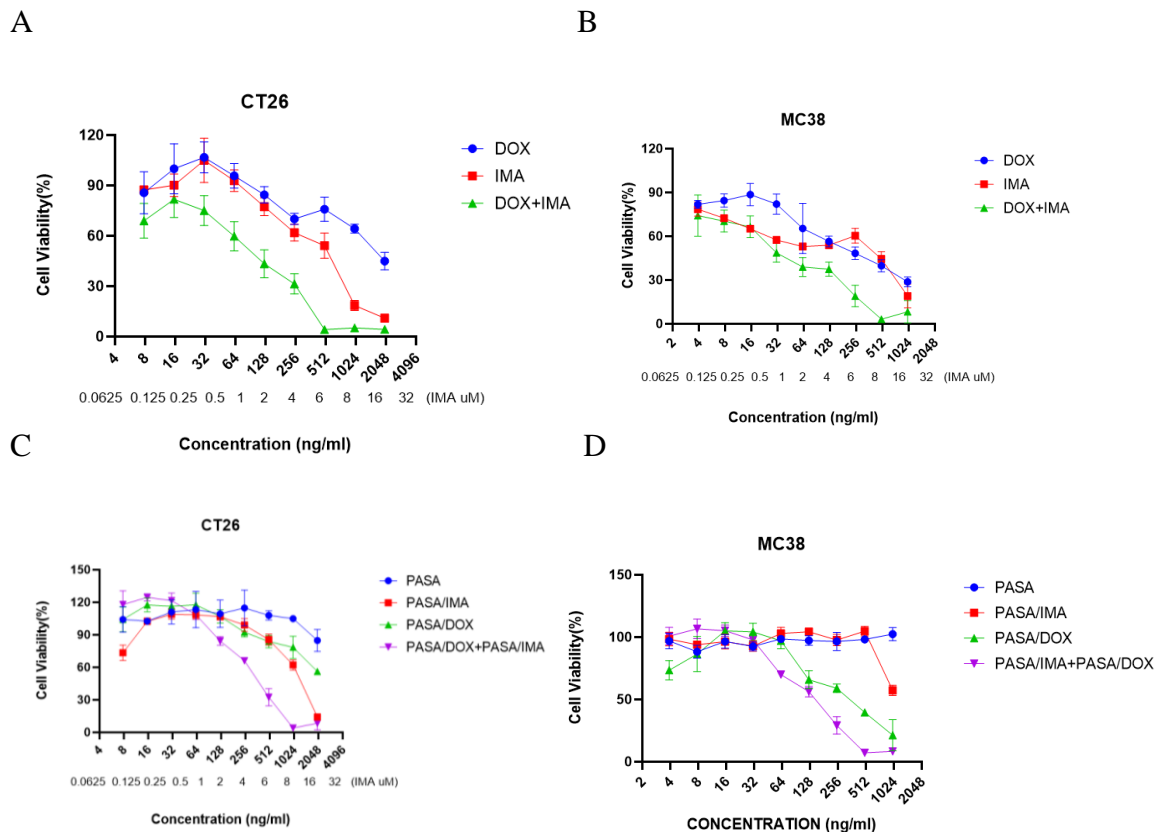 A
B
CT26
120
90
60
30
0
Cell Viability(%)
4 8 16 32 64 128 256 512 1024 2048 4096
0.0625 0.125 0.25 0.5 1 2 4 6 8 16 32 (IMA uM)
Concentration (ng/ml)
DOX
IMA
DOX+IMA
MC38
120
90
60
30
0
Cell Viability(%)
2 4 8 16 32 64 128 256 512 1024 2048
0.0625 0.125 0.25 0.5 1 2 4 6 8 16 32 (IMA uM)
Concentration (ng/ml)
DOX
IMA
DOX+IMA
C
D
CT26
150
120
90
60
30
0
Cell Viability(%)
4 8 16 32 64 128 256 512 1024 2048 4096
0.0625 0.125 0.25 0.5 1 2 4 6 8 16 32 (IMA uM)
Concentration (ng/ml)
PASA
PASA/IMA
PASA/DOX
PASA/DOX+PASA/IMA
MC38
150
100
50
0
Cell Viability(%)
2 4 8 16 32 64 128 256 512 1024 2048
CONCENTRATION (ng/ml)
PASA
PASA/IMA
PASA/DOX
PASA/IMA+PASA/DOX